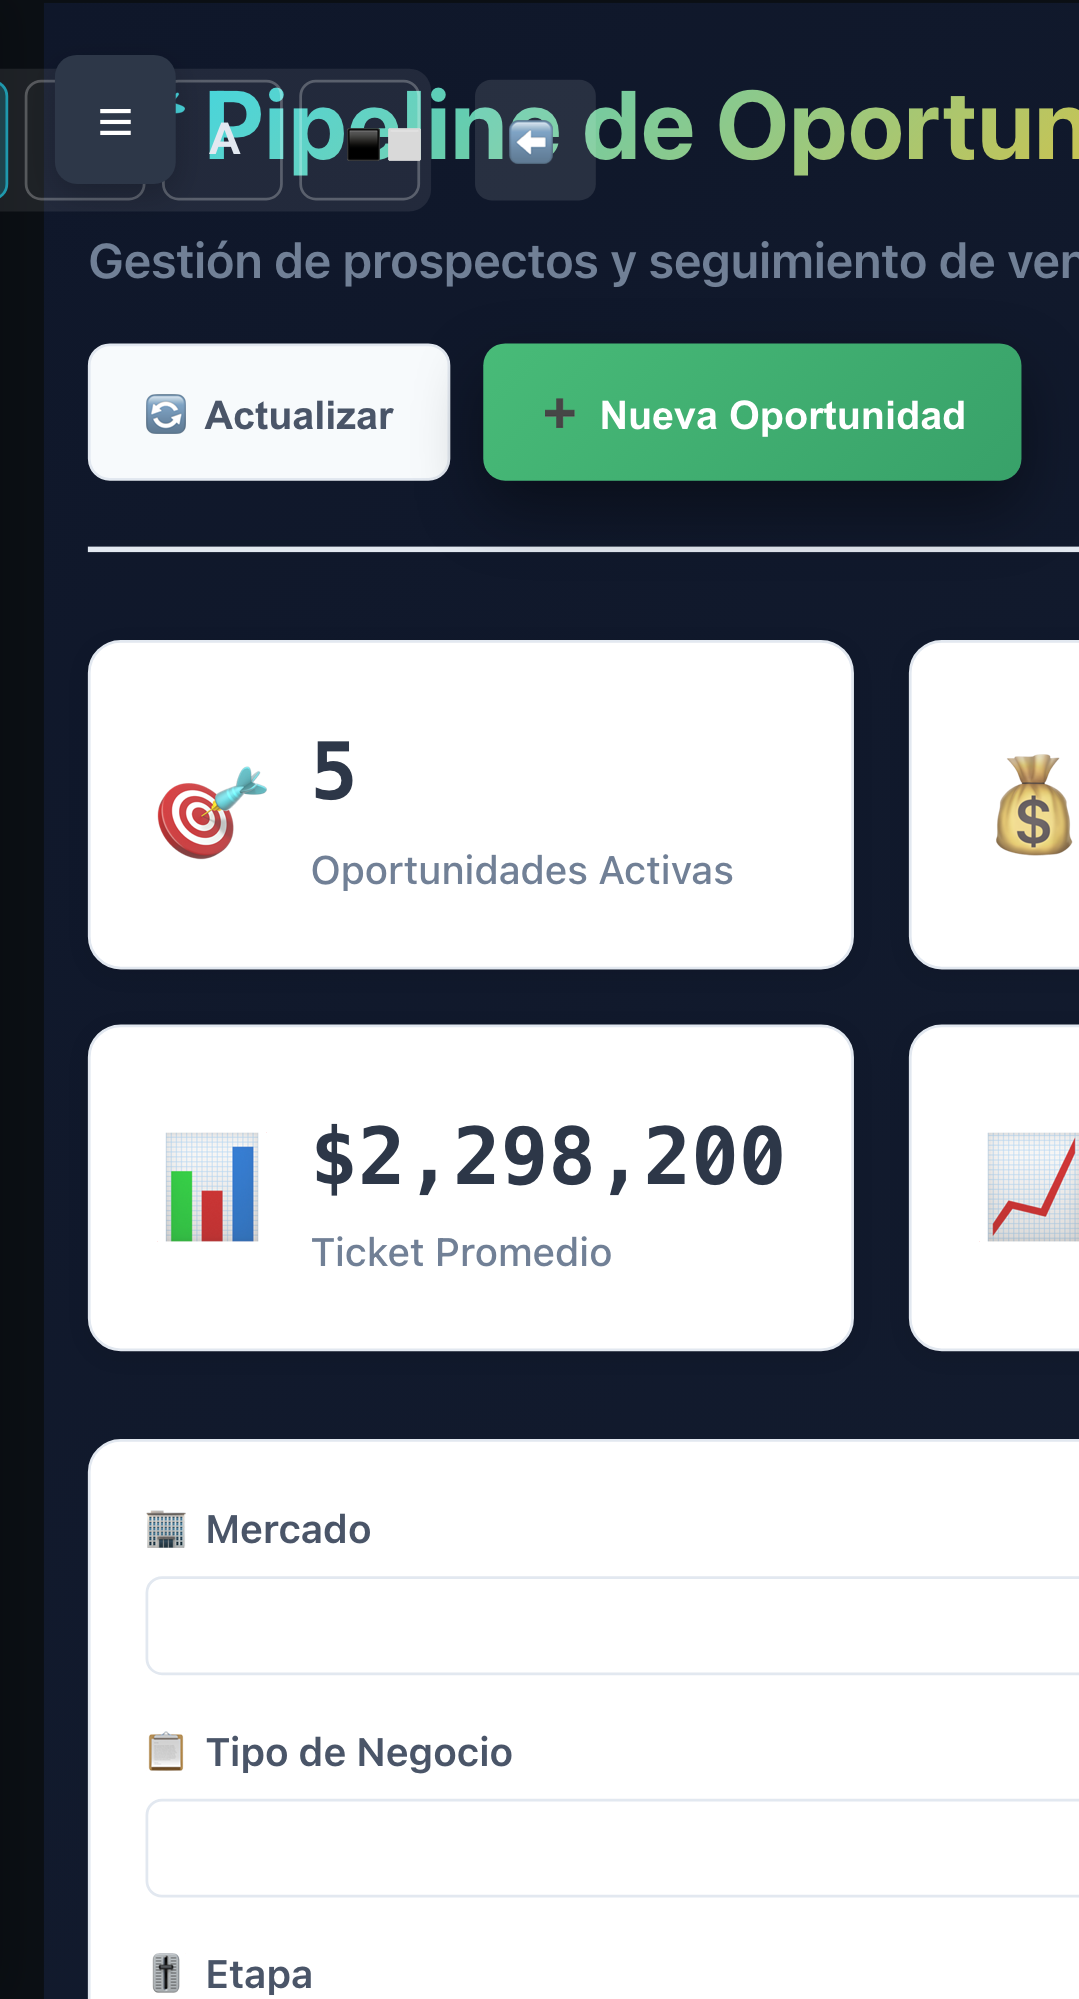 Pipeline de Oportun
A
Gestión de prospectos y seguimiento de ver
Actualizar
Nueva Oportunidad
5
Oportunidades Activas
$2,298,200
Ticket Promedio
Mercado
Tipo de Negocio
Etapa